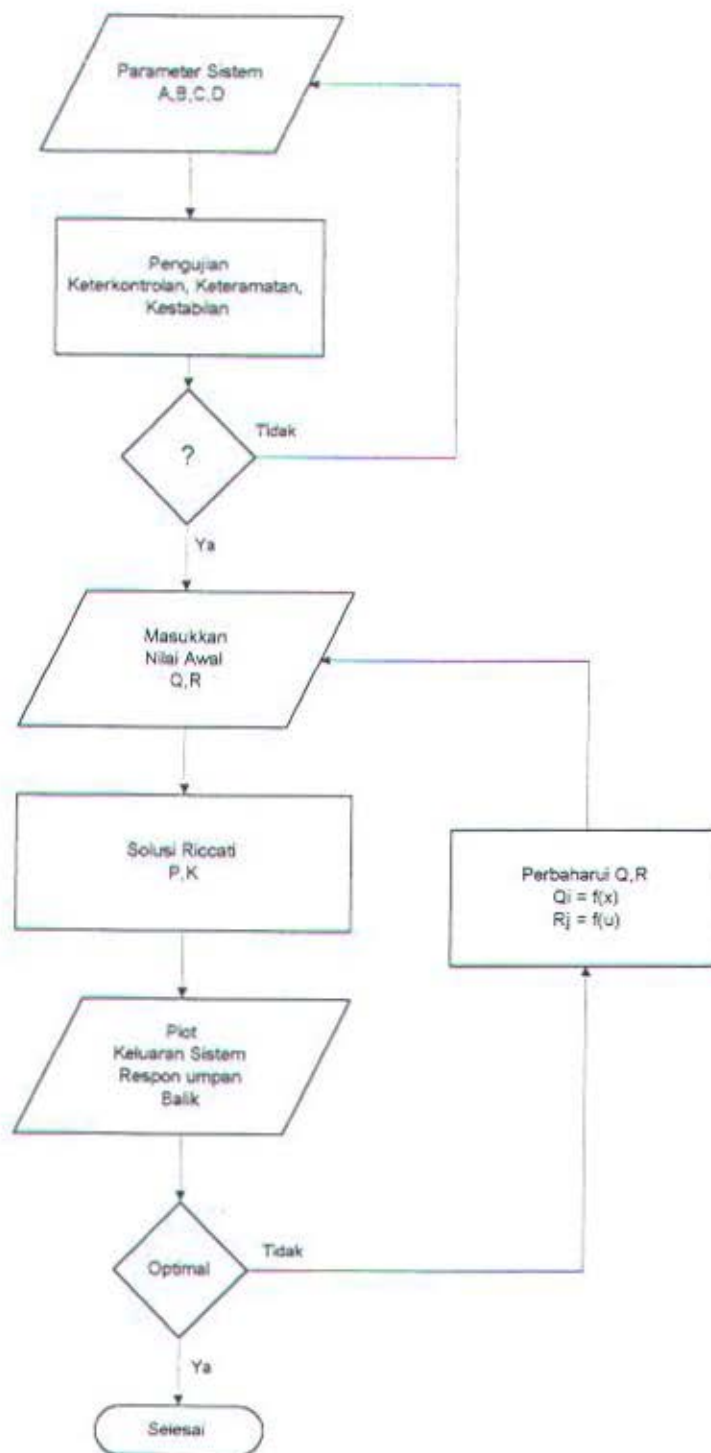 Parameter Sistem
A,B,C,D
Pengujian
Keterkontrolan, Keteramatan,
Kestabilan
?
Tidak
Ya
Masukkan
Nilai Awal
Q,R
Solusi Riccati
P,K
Perbaharui Q,R
Qi = f(x)
Rj = f(u)
Plot
Keluaran Sistem
Respon umpan
Balik
Optimal
Tidak
Ya
Selesai